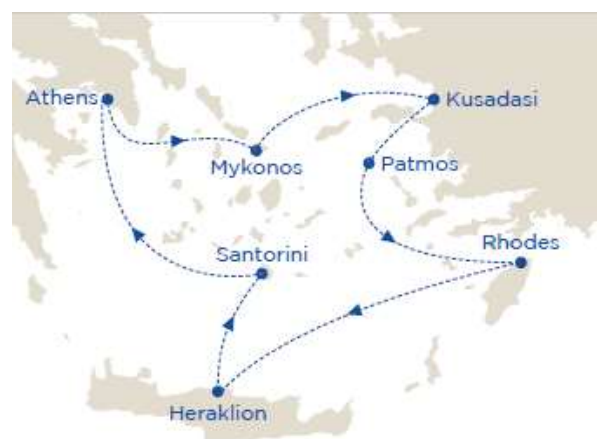 Athens
Kusadasi
Mykonos
Patmos
Rhodes
Santorini
Heraklion